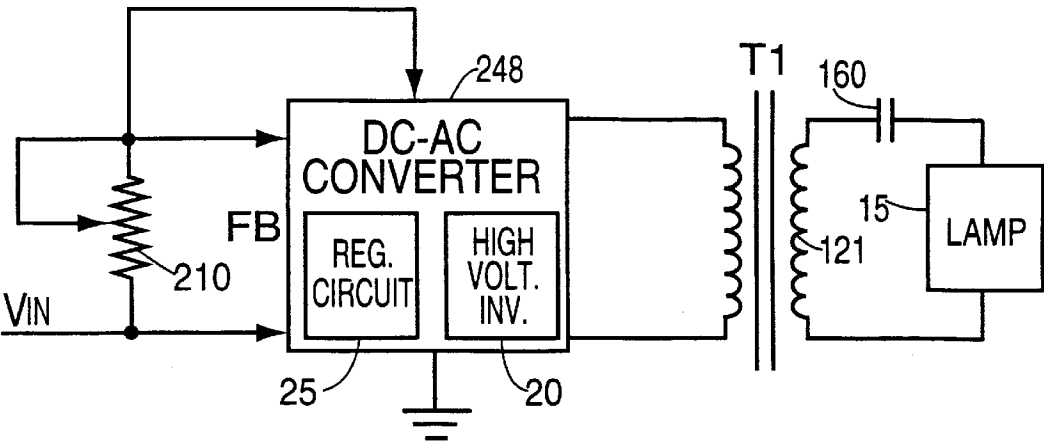 T1
248
160
DC-AC
CONVERTER
FB
REG.
CIRCUIT
HIGH
VOLT.
INV.
210
VIN
25
20
121
15
LAMP